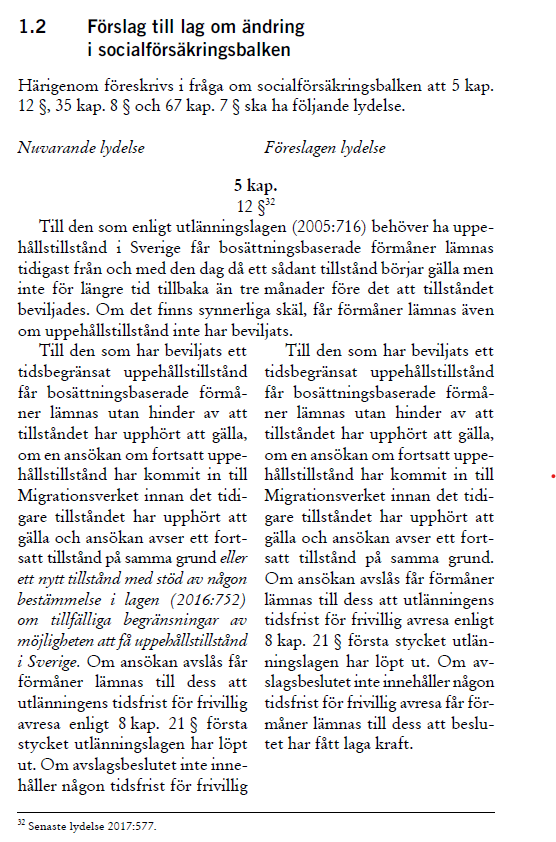 1.2 Förslag till lag om ändring
i socialförsäkringsbalken
Härigenom föreskrivs i fråga om socialförsäkringsbalken att 5 kap.
12 §, 35 kap. 8 § och 67 kap. 7 § ska ha följande lydelse.
Nuvarande lydelse
Föreslagen lydelse
5 kap.
12 §32
Till den som enligt utlänningslagen (2005:716) behöver ha uppe-
hållstillstånd i Sverige får bosättningsbaserade förmåner lämnas
tidigast från och med den dag då ett sådant tillstånd börjar gälla men
inte för längre tid tillbaka än tre månader före det att tillståndet
beviljades. Om det finns synnerliga skäl, får förmåner lämnas även
om uppehållstillstånd inte har beviljats.
Till den som har beviljats ett
tidsbegränsat uppehållstillstånd
får bosättningsbaserade förmå-
ner lämnas utan hinder av att
tillståndet har upphört att gälla,
om en ansökan om fortsatt uppe-
hållstillstånd har kommit in till
Migrationsverket innan det tidi-
gare tillståndet har upphört att
gälla och ansökan avser ett fort-
satt tillstånd på samma grund eller
ett nytt tillstånd med stöd av någon
bestämmelse i lagen (2016:752)
om tillfälliga begränsningar av
möjligheten att få uppehållstillstånd
i Sverige. Om ansökan avslås får
förmåner lämnas till dess att
utlänningens tidsfrist för frivillig
avresa enligt 8 kap. 21 § första
stycket utlänningslagen har löpt
ut. Om avslagsbeslutet inte inne-
håller någon tidsfrist för frivillig
Till den som har beviljats ett
tidsbegränsat uppehållstillstånd
får bosättningsbaserade förmå-
ner lämnas utan hinder av att
tillståndet har upphört att gälla,
om en ansökan om fortsatt uppe-
hållstillstånd har kommit in till
Migrationsverket innan det tidi-
gare tillståndet har upphört att
gälla och ansökan avser ett fort-
satt tillstånd på samma grund.
Om ansökan avslås får förmåner
lämnas till dess att utlänningens
tidsfrist för frivillig avresa enligt
8 kap. 21 § första stycket utlän-
ningslagen har löpt ut. Om av-
slagsbeslutet inte innehåller någon
tidsfrist för frivillig avresa får för-
måner lämnas till dess att beslu-
tet har fått laga kraft.
32 Senaste lydelse 2017:577.